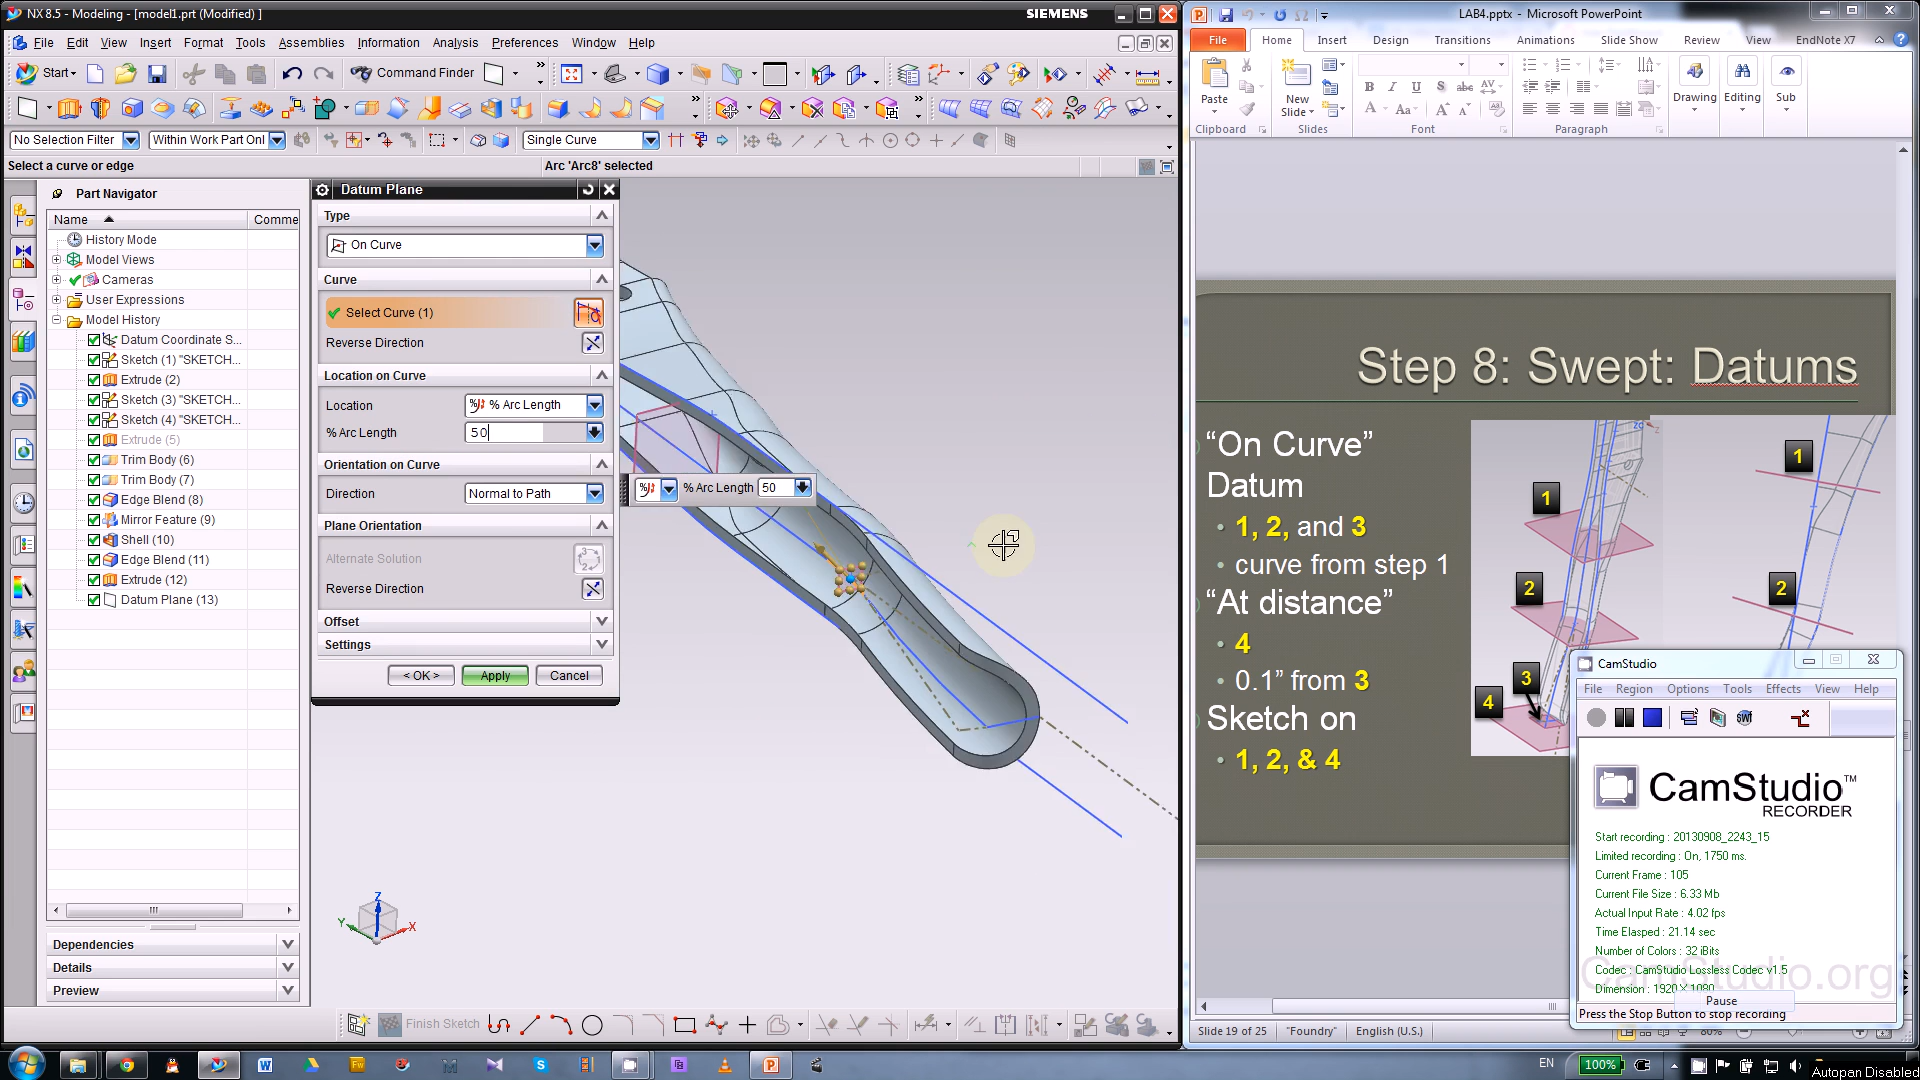 NX 8.5 - Modeling - [model1.prt (Modified) ]
SIEMENS
File Edit View Insert Format Tools Assemblies Information Analysis Preferences Window Help
Start
Command Finder
No Selection Filter
Within Work Part Onl
Single Curve
Select a curve or edge
Arc 'Arc8' selected
Part Navigator
Name
Comme
History Mode
Model Views
Cameras
User Expressions
Model History
Datum Coordinate S...
Sketch (1) "SKETCH...
Extrude (2)
Sketch (3) "SKETCH...
Sketch (4) "SKETCH...
Extrude (5)
Trim Body (6)
Trim Body (7)
Edge Blend (8)
Mirror Feature (9)
Shell (10)
Edge Blend (11)
Extrude (12)
Datum Plane (13)
Dependencies
Details
Preview
Datum Plane
Type
On Curve
Curve
Select Curve (1)
Reverse Direction
Location on Curve
Location
% Arc Length
% Arc Length
50
Orientation on Curve
Direction
Normal to Path
Plane Orientation
Alternate Solution
Reverse Direction
Offset
Settings
< OK >
Apply
Cancel
% Arc Length 50
Z
Y
X
Finish Sketch
LAB4.pptx - Microsoft PowerPoint
File Home Insert Design Transitions Animations Slide Show Review View EndNote X7
Paste
New
Slide
Drawing
Editing
Sub
Clipboard
Slides
Font
Paragraph
Step 8: Swept: Datums
“On Curve”
Datum
• 1, 2, and 3
• curve from step 1
“At distance”
• 4
• 0.1” from 3
Sketch on
• 1, 2, & 4
1
2
3
4
1
2
CamStudio
File Region Options Tools Effects View Help
CamStudio™
RECORDER
Start recording : 20130908_2243_15
Limited recording : On, 1750 ms.
Current Frame : 105
Current File Size : 6.33 Mb
Actual Input Rate : 4.02 fps
Time Elasped : 21.14 sec
Number of Colors : 32 iBits
Codec : CamStudio Lossless Codec v1.5
Dimension : 1920 X 1080
CamStudio.org
Pause
Press the Stop Button to stop recording
Slide 19 of 25
"Foundry"
English (U.S.)
80%
EN
100%
Autopan Disabled